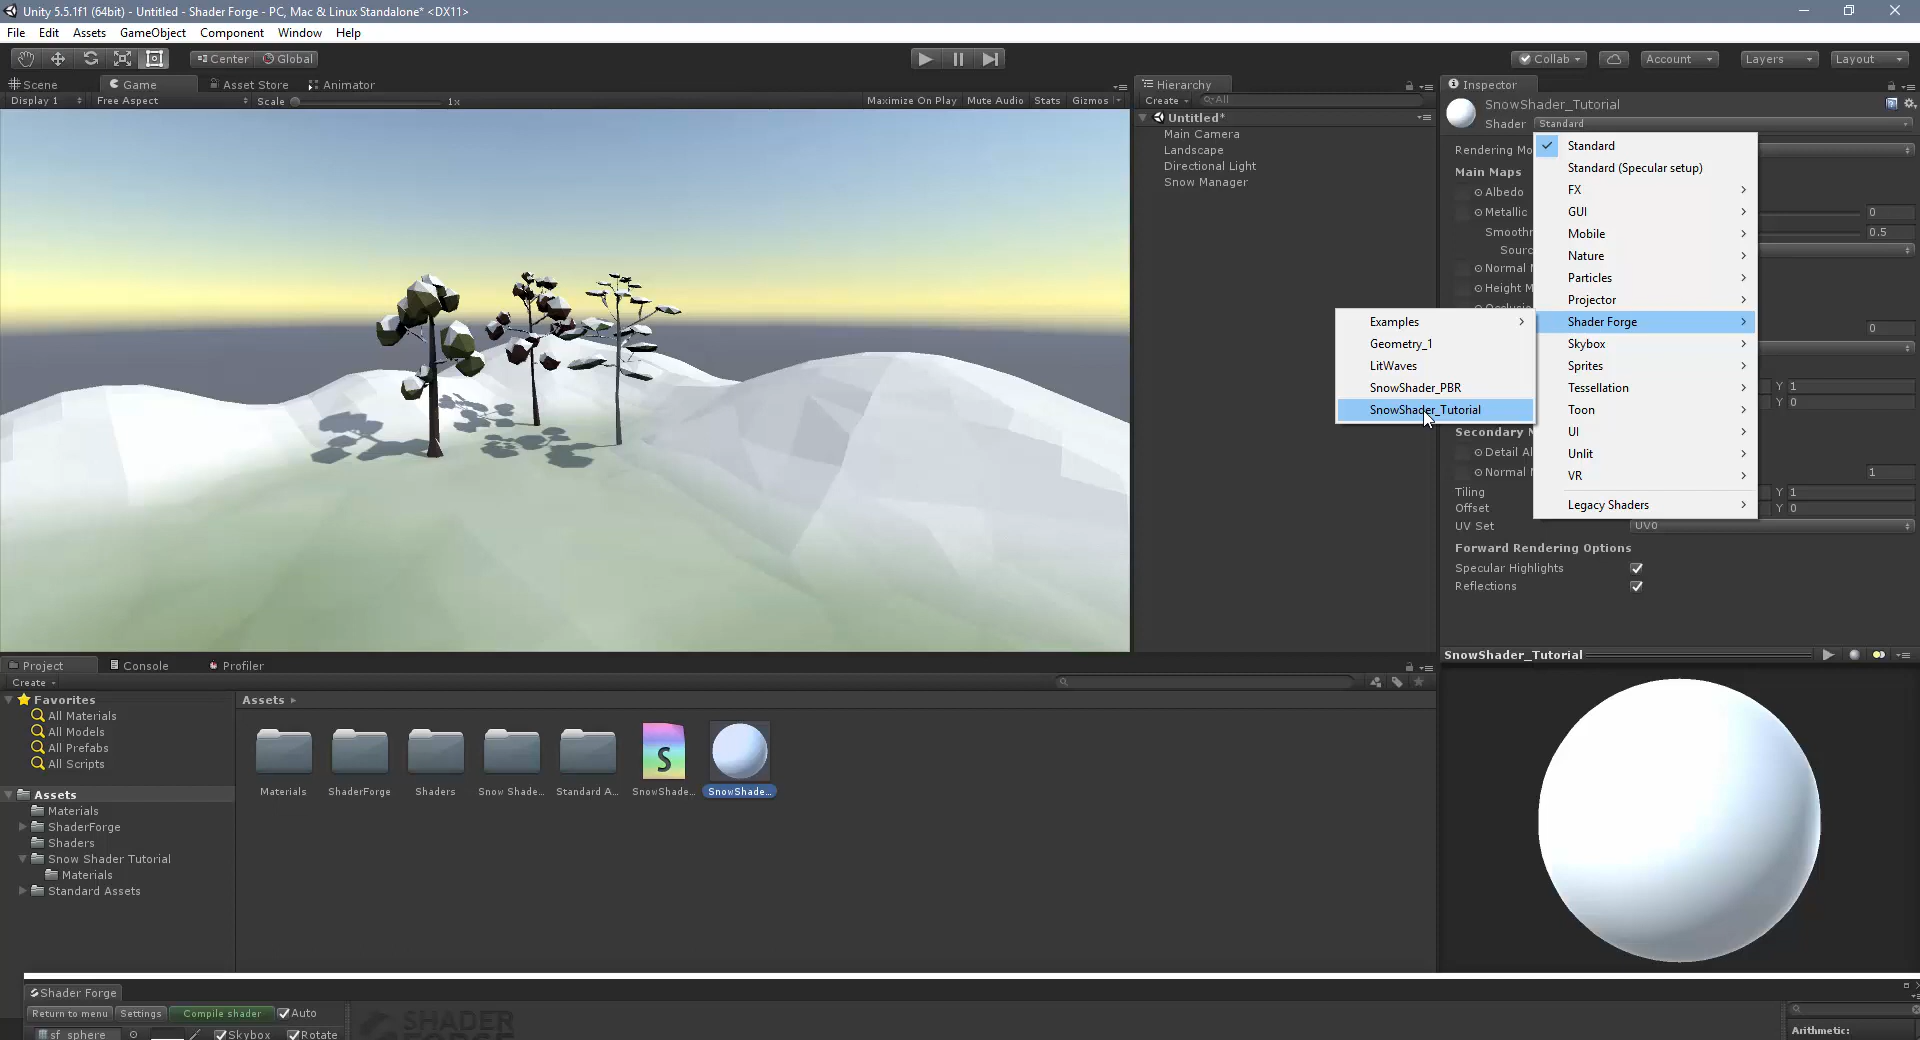 Unity 5.5.1f1 (64bit) - Untitled - Shader Forge - PC, Mac & Linux Standalone* <DX11>
File Edit Assets GameObject Component Window Help
Center Global
Collab Account Layers Layout
Scene Game Asset Store Animator
Display 1 Free Aspect Scale 1x Maximize On Play Mute Audio Stats Gizmos
Hierarchy
Create All
Untitled*
Main Camera
Landscape
Directional Light
Snow Manager
Inspector
SnowShader_Tutorial
Shader Standard
Rendering Mo
Main Maps
Albedo
Metallic 0
Smoothn 0.5
Sourc
Normal
Height M
0
Y 1
Y 0
Secondary
Detail Al
Normal 1
Tiling Y 1
Offset Y 0
UV Set UV0
Forward Rendering Options
Specular Highlights
Reflections
Standard
Standard (Specular setup)
FX
GUI
Mobile
Nature
Particles
Projector
Shader Forge
Skybox
Sprites
Tessellation
Toon
UI
Unlit
VR
Legacy Shaders
Examples
Geometry_1
LitWaves
SnowShader_PBR
SnowShader_Tutorial
SnowShader_Tutorial
Project Console Profiler
Create
Favorites
All Materials
All Models
All Prefabs
All Scripts
Assets
Materials
ShaderForge
Shaders
Snow Shader Tutorial
Materials
Standard Assets
Assets
S
Materials ShaderForge Shaders Snow Shade... Standard A... SnowShade... SnowShade...
Shader Forge
Return to menu Settings Compile shader Auto
sf_sphere Skybox Rotate
SHADER
FORGE
Arithmetic: